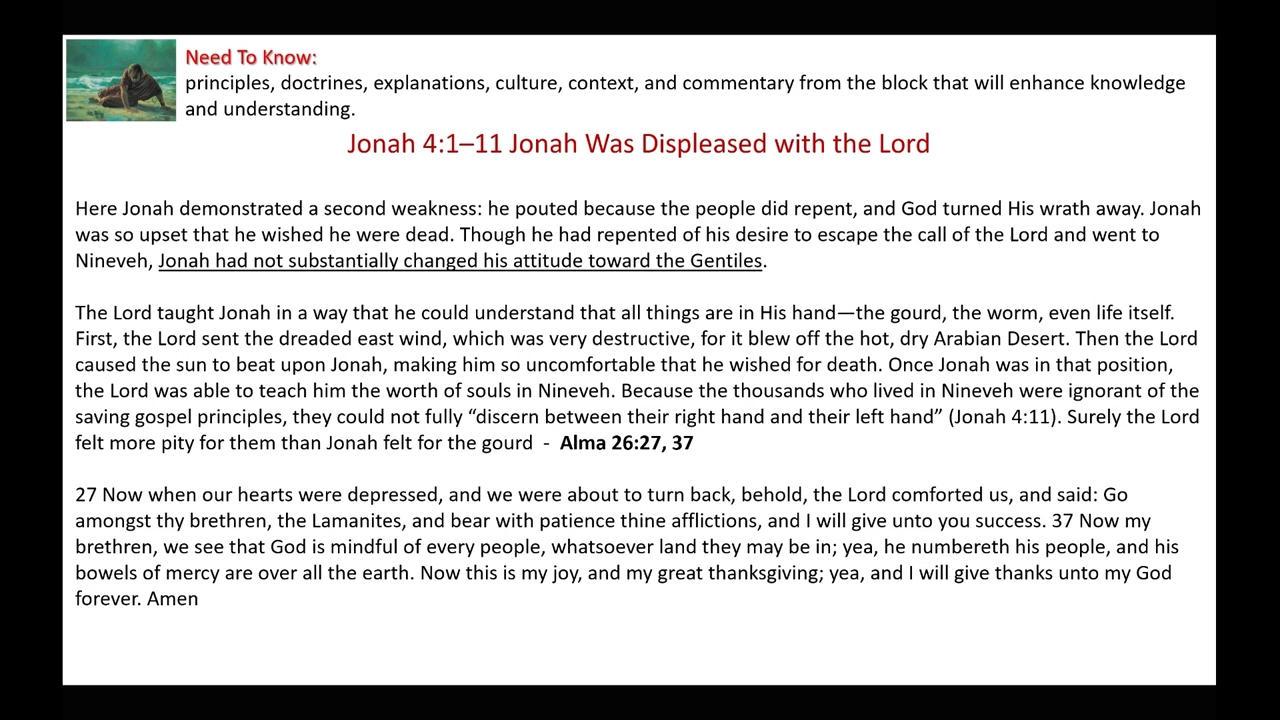 Need To Know:
principles, doctrines, explanations, culture, context, and commentary from the block that will enhance knowledge
and understanding.
Jonah 4:1–11 Jonah Was Displeased with the Lord
Here Jonah demonstrated a second weakness: he pouted because the people did repent, and God turned His wrath away. Jonah
was so upset that he wished he were dead. Though he had repented of his desire to escape the call of the Lord and went to
Nineveh, Jonah had not substantially changed his attitude toward the Gentiles.
The Lord taught Jonah in a way that he could understand that all things are in His hand—the gourd, the worm, even life itself.
First, the Lord sent the dreaded east wind, which was very destructive, for it blew off the hot, dry Arabian Desert. Then the Lord
caused the sun to beat upon Jonah, making him so uncomfortable that he wished for death. Once Jonah was in that position,
the Lord was able to teach him the worth of souls in Nineveh. Because the thousands who lived in Nineveh were ignorant of the
saving gospel principles, they could not fully “discern between their right hand and their left hand” (Jonah 4:11). Surely the Lord
felt more pity for them than Jonah felt for the gourd - Alma 26:27, 37
27 Now when our hearts were depressed, and we were about to turn back, behold, the Lord comforted us, and said: Go
amongst thy brethren, the Lamanites, and bear with patience thine afflictions, and I will give unto you success. 37 Now my
brethren, we see that God is mindful of every people, whatsoever land they may be in; yea, he numbereth his people, and his
bowels of mercy are over all the earth. Now this is my joy, and my great thanksgiving; yea, and I will give thanks unto my God
forever. Amen